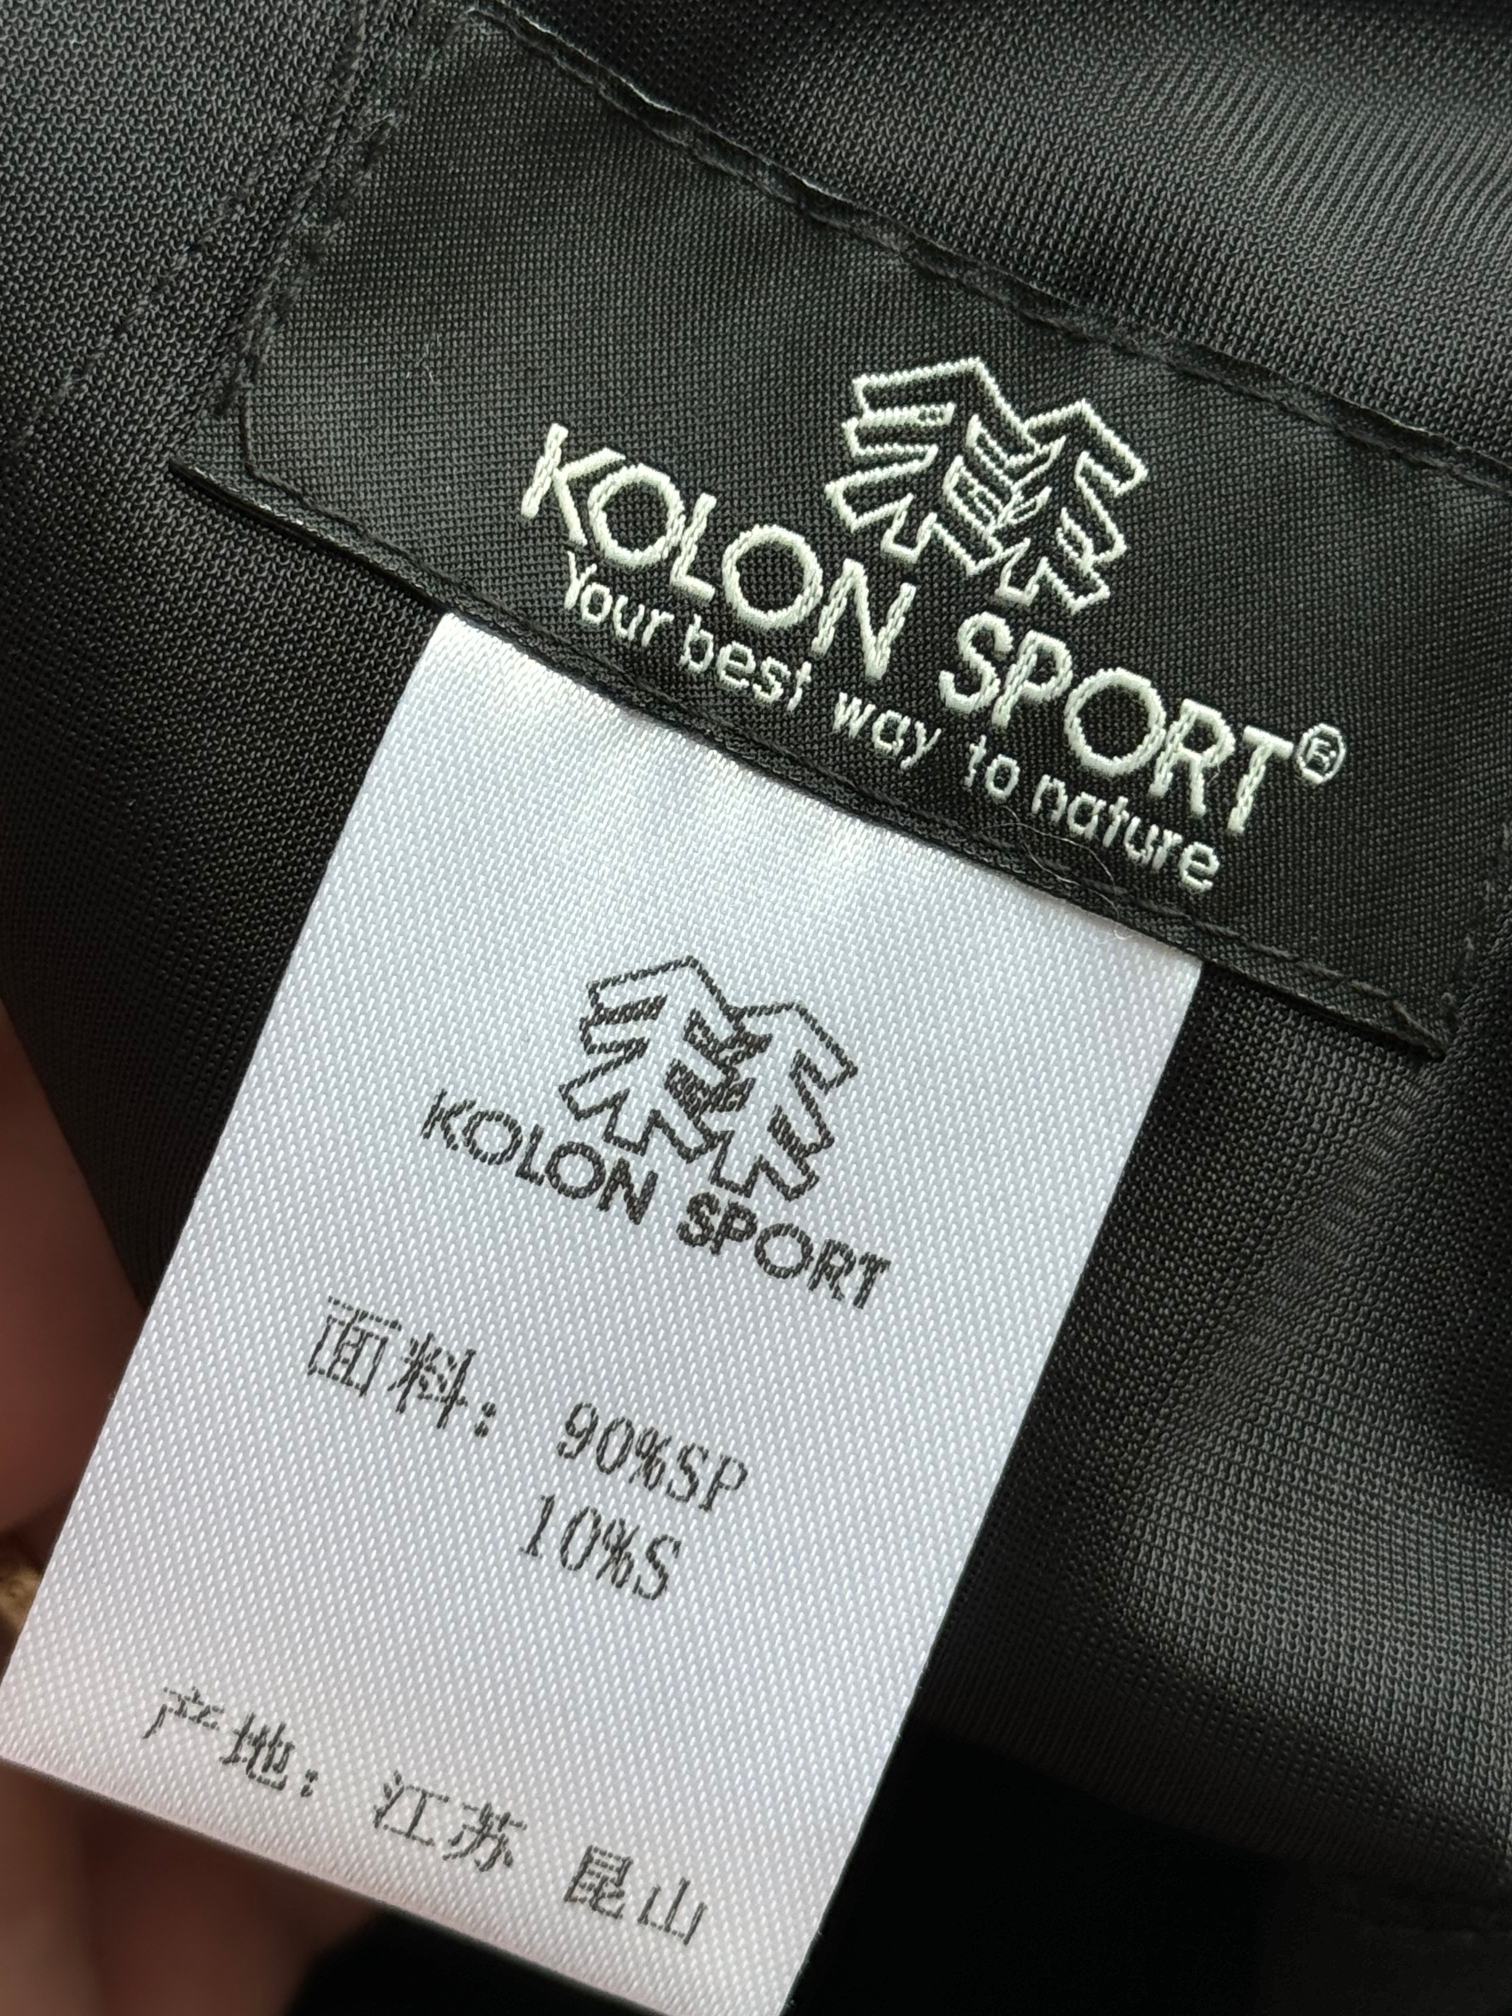 KOLON SPORT®
Your best way to nature
KOLON SPORT
面料: 90%SP
10%S
产地: 江苏 昆山